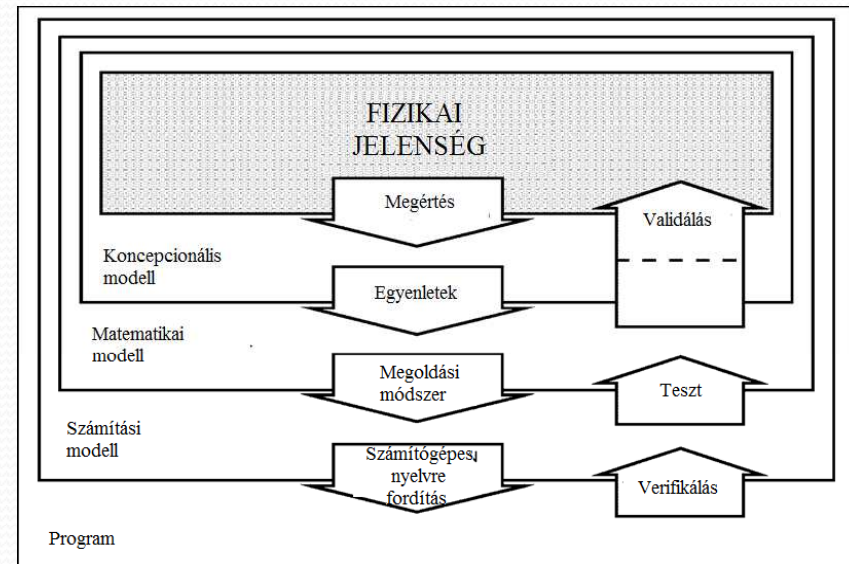 FIZIKAI
JELENSÉG
Megértés
Validálás
Koncepcionális
modell
Egyenletek
Matematikai
modell
Megoldási
módszer
Teszt
Számítási
modell
Számítógépes
nyelvre
fordítás
Verifikálás
Program